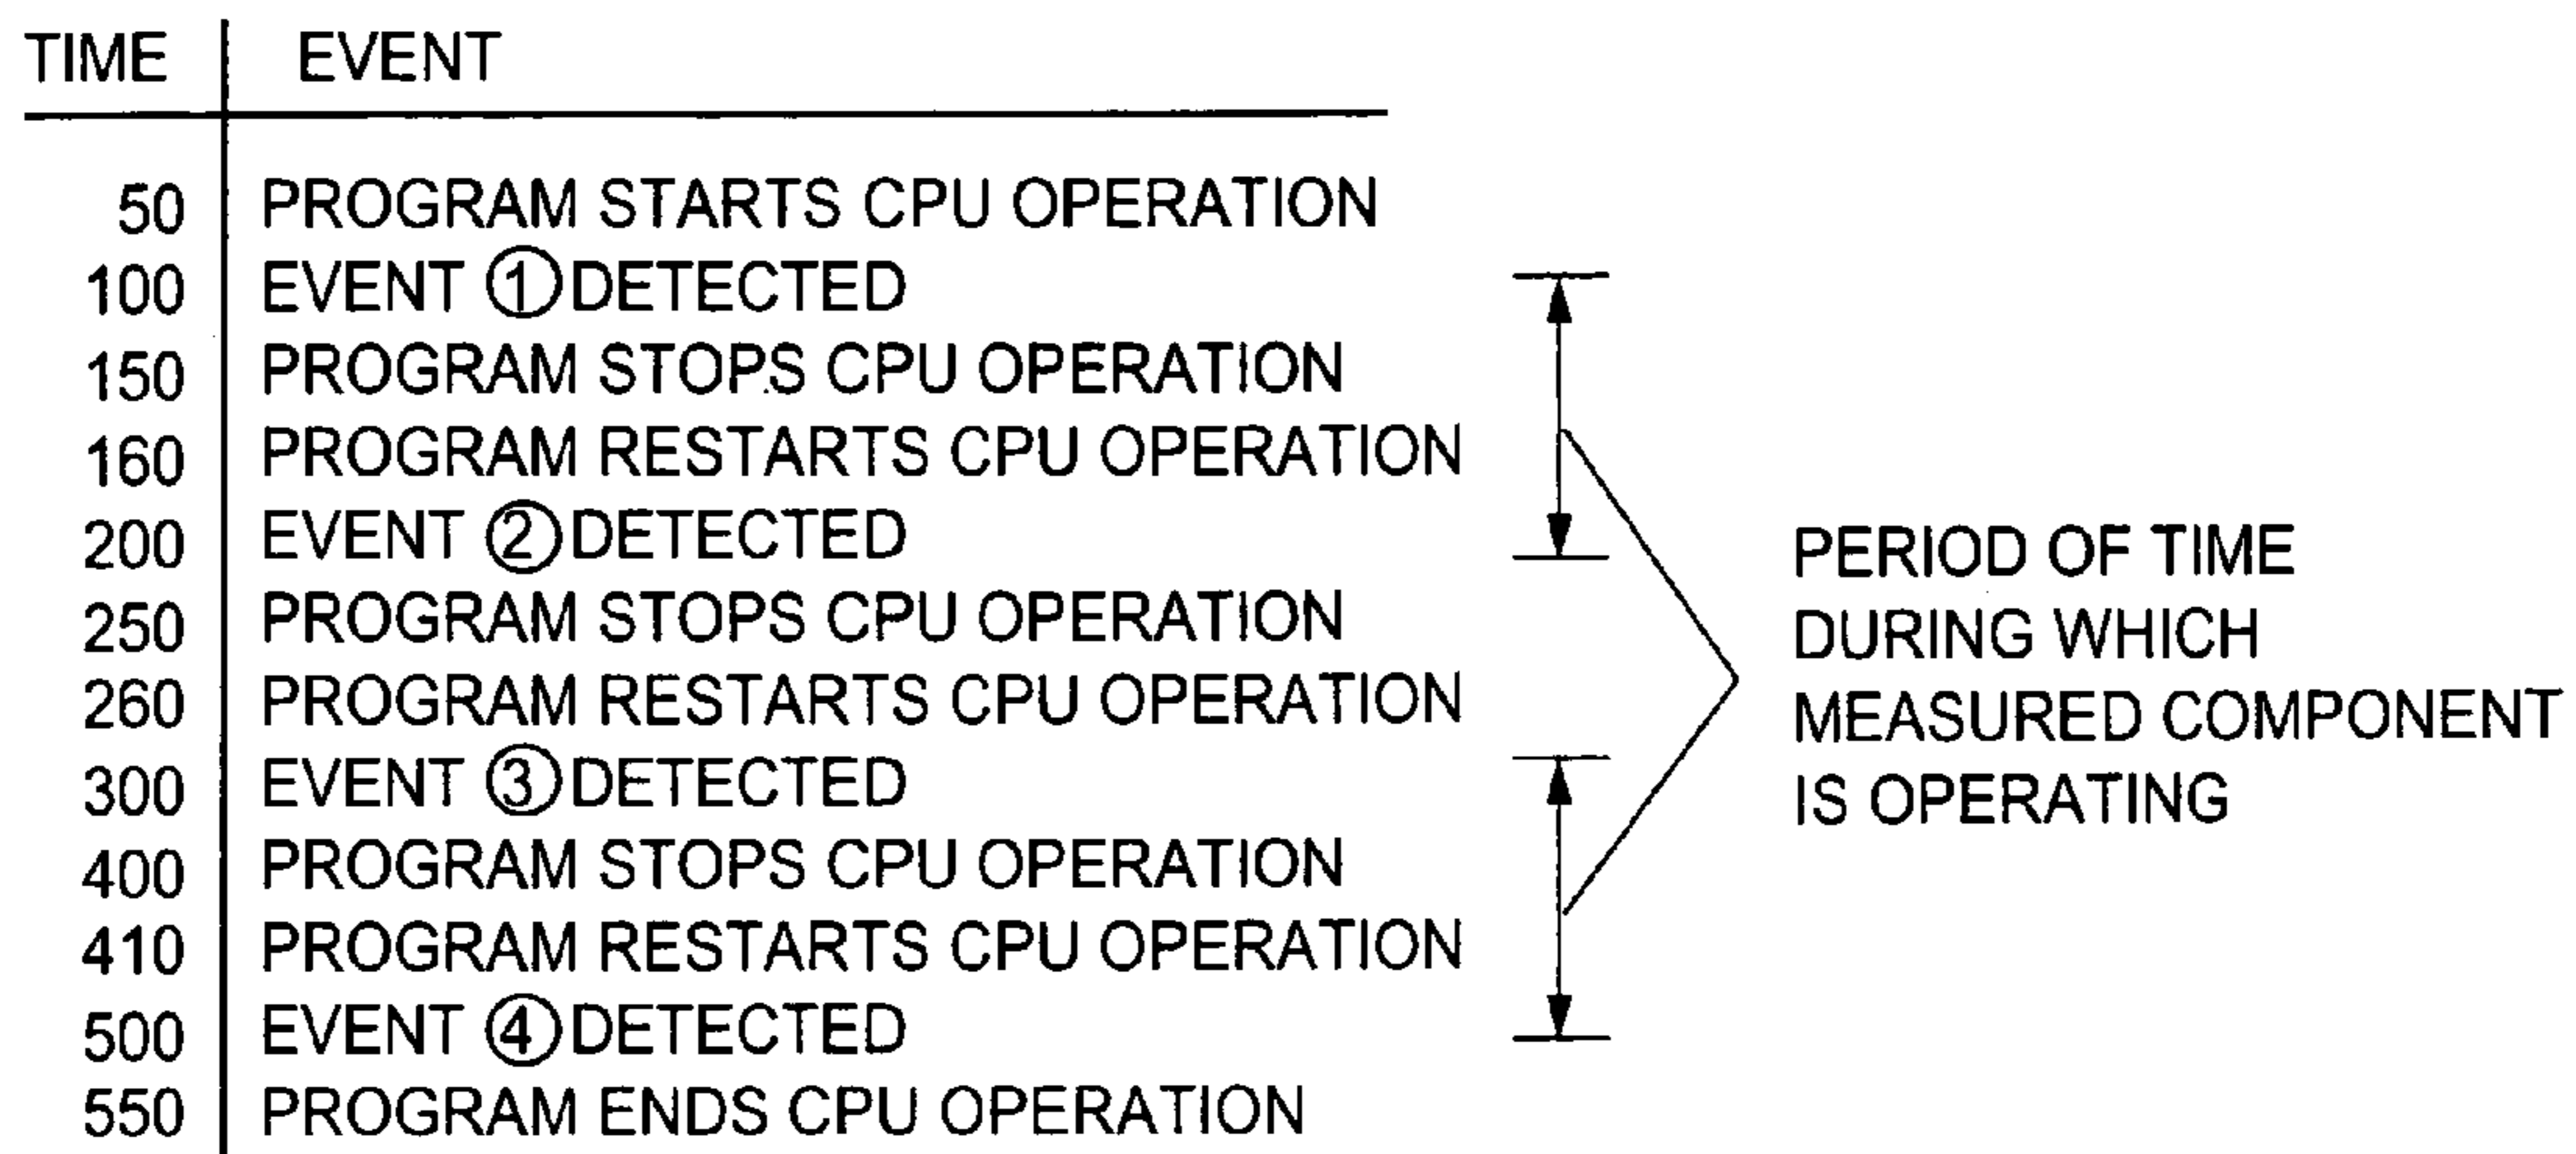 TIME EVENT
50 PROGRAM STARTS CPU OPERATION
100 EVENT ① DETECTED
150 PROGRAM STOPS CPU OPERATION
160 PROGRAM RESTARTS CPU OPERATION
200 EVENT ② DETECTED
250 PROGRAM STOPS CPU OPERATION
260 PROGRAM RESTARTS CPU OPERATION
300 EVENT ③ DETECTED
400 PROGRAM STOPS CPU OPERATION
410 PROGRAM RESTARTS CPU OPERATION
500 EVENT ④ DETECTED
550 PROGRAM ENDS CPU OPERATION
PERIOD OF TIME
DURING WHICH
MEASURED COMPONENT
IS OPERATING